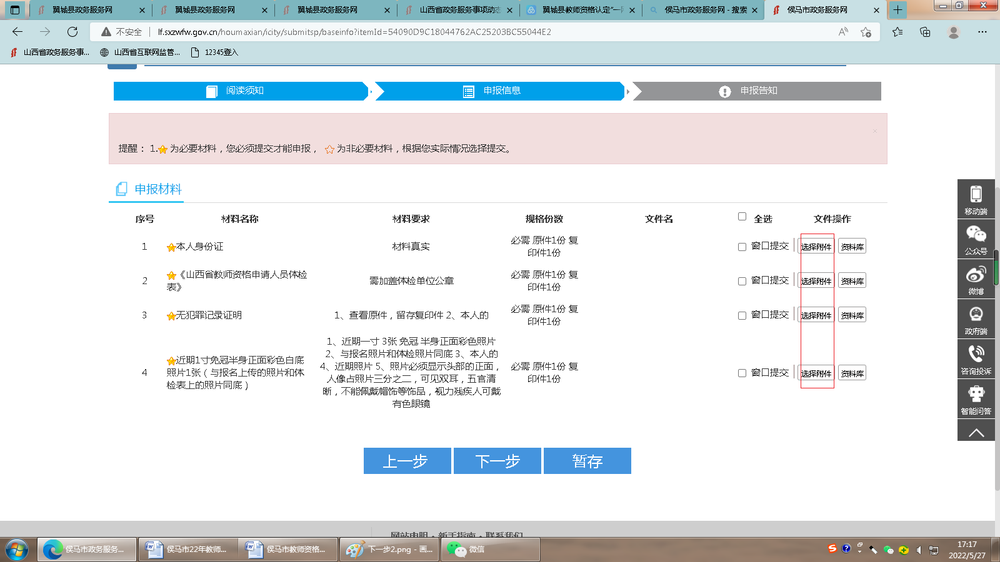 翼城县政务服务网
翼城县政务服务网
翼城县政务服务网
山西省政务服务事项动态
翼城县教师资格认定"一
侯马市政务服务网 - 搜索
侯马市政务服务网
不安全
lf.sxzwfw.gov.cn/houmaxian/icity/submitsp/baseinfo?itemId=54090D9C18044762AC25203BC55044E2
山西省政务服务事...
山西省互联网监管...
12345登入
阅读须知
申报信息
申报告知
提醒： 1.为必要材料，您必须提交才能申报， 为非必要材料，根据您实际情况选择提交。
申报材料
序号 材料名称 材料要求 规格份数 文件名 全选 文件操作
1 本人身份证 材料真实 必需 原件1份 复 窗口提交 选择附件 资料库
印件1份
2 《山西省教师资格申请人员体检 需加盖体检单位公章 必需 原件1份 复 窗口提交 选择附件 资料库
表》 印件1份
3 无犯罪记录证明 1、查看原件，留存复印件 2、本人的 必需 原件1份 复 窗口提交 选择附件 资料库
印件1份
1、近期一寸 3张 免冠 半身正面彩色照片
2、与报名照片和体检照片同底 3、本人的
4 近期1寸免冠半身正面彩色白底 4、近期照片 5、照片必须显示头部的正面， 必需 原件1份 复 窗口提交 选择附件 资料库
照片1张（与报名上传的照片和体 人像占照片三分之二，可见双耳，五官清 印件1份
检表上的照片同底） 晰，不能佩戴帽饰等饰品，视力残疾人可戴
有色眼镜
上一步
下一步
暂存
移动端
公众号
微博
政府端
咨询投诉
智能问答
网站申明・新手指南・联系我们
侯马市政务服务...
侯马市22年教师...
侯马市教师资格...
下一步2.png - 画...
微信
17:17
2022/5/27